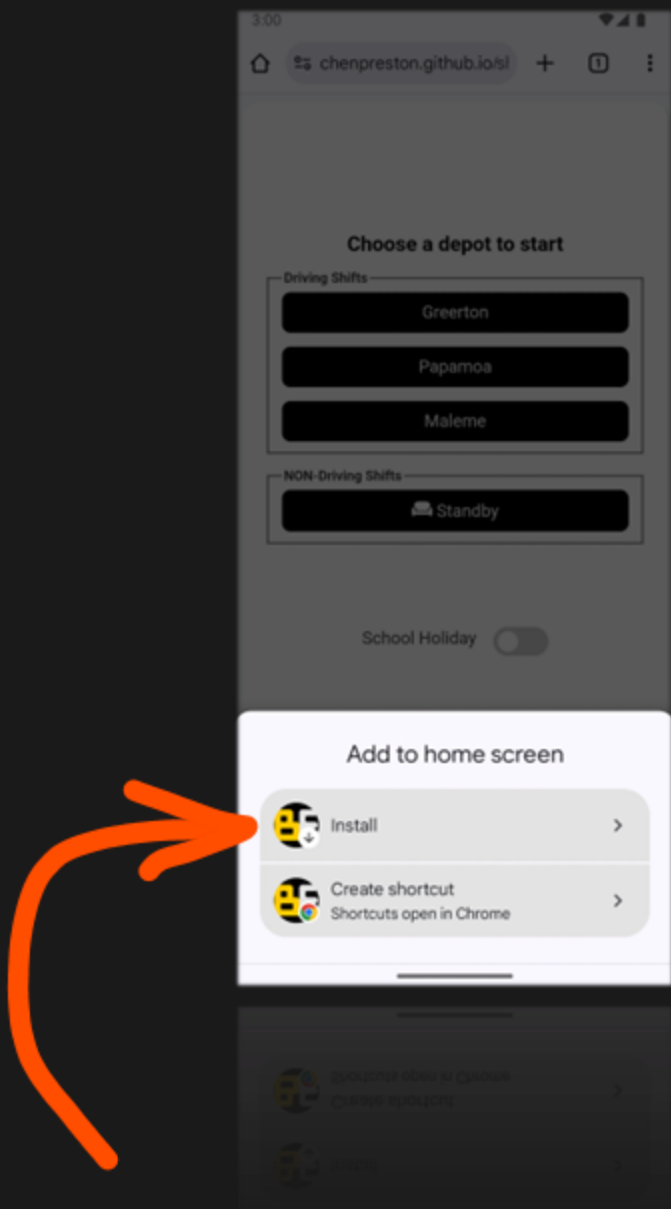 3:00
chenpreston.github.io/sl
1
Choose a depot to start
Driving Shifts
Greerton
Papamoa
Maleme
NON-Driving Shifts
Standby
School Holiday
Add to home screen
Install
Create shortcut
Shortcuts open in Chrome